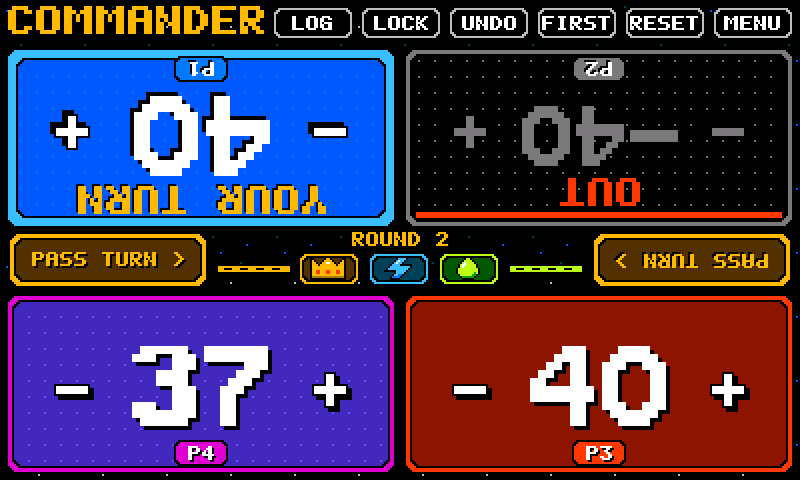 COMMANDER LOG LOCK UNDO FIRST RESET MENU
P1
- 40 +
YOUR TURN
P2
- -40 +
OUT
ROUND 2
PASS TURN >
PASS TURN >
- 37 +
P4
- 40 +
P3